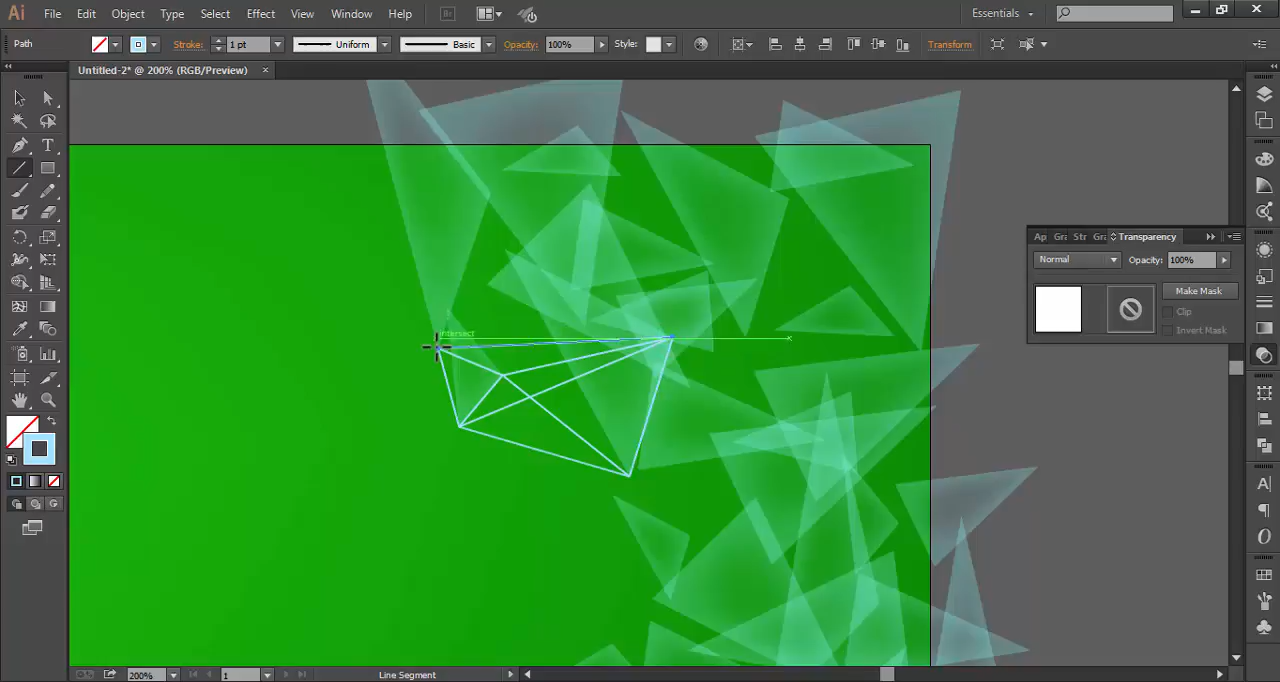 Ai File Edit Object Type Select Effect View Window Help Br Essentials
Path Stroke: 1 pt Uniform Basic Opacity: 100% Style: Transform
Untitled-2* @ 200% (RGB/Preview) ×
Ap Gr Str Gr Transparency
Normal Opacity: 100%
Make Mask
Clip
Invert Mask
intersect
200% 1 Line Segment